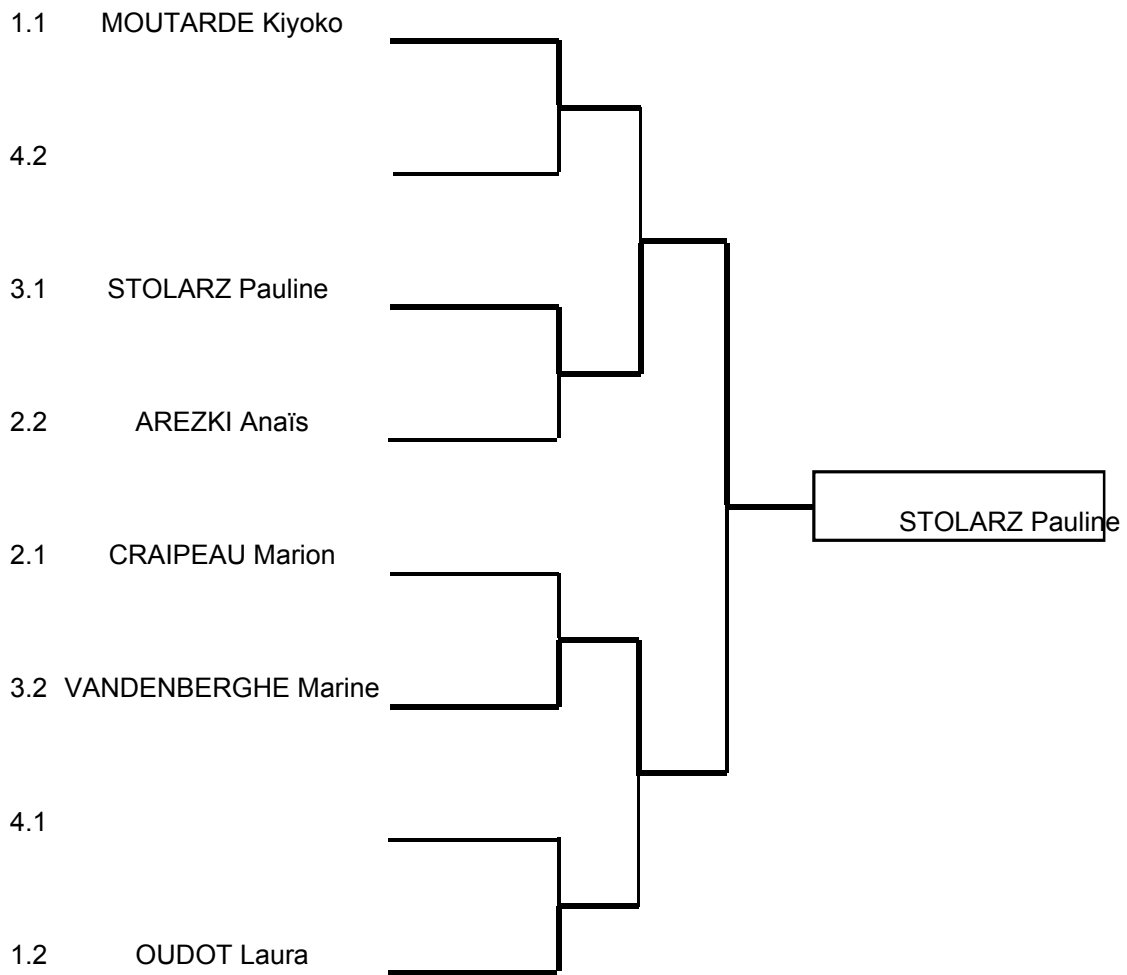 1.1 MOUTARDE Kiyoko
4.2
3.1 STOLARZ Pauline
2.2 AREZKI Anaïs
STOLARZ Pauline
2.1 CRAIPEAU Marion
3.2 VANDENBERGHE Marine
4.1
1.2 OUDOT Laura